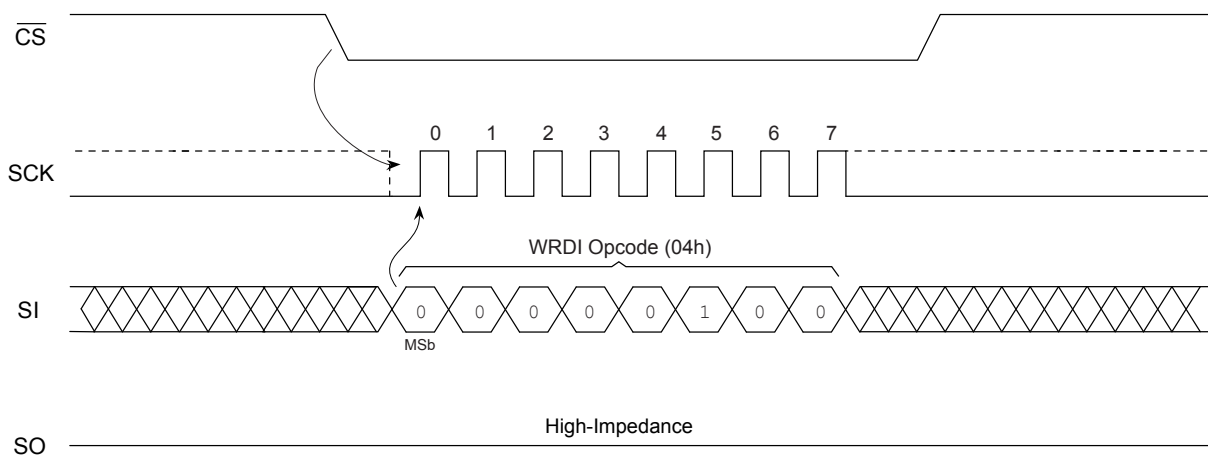 CS
0 1 2 3 4 5 6 7
SCK
WRDI Opcode (04h)
SI
0 0 0 0 0 1 0 0
MSb
High-Impedance
SO